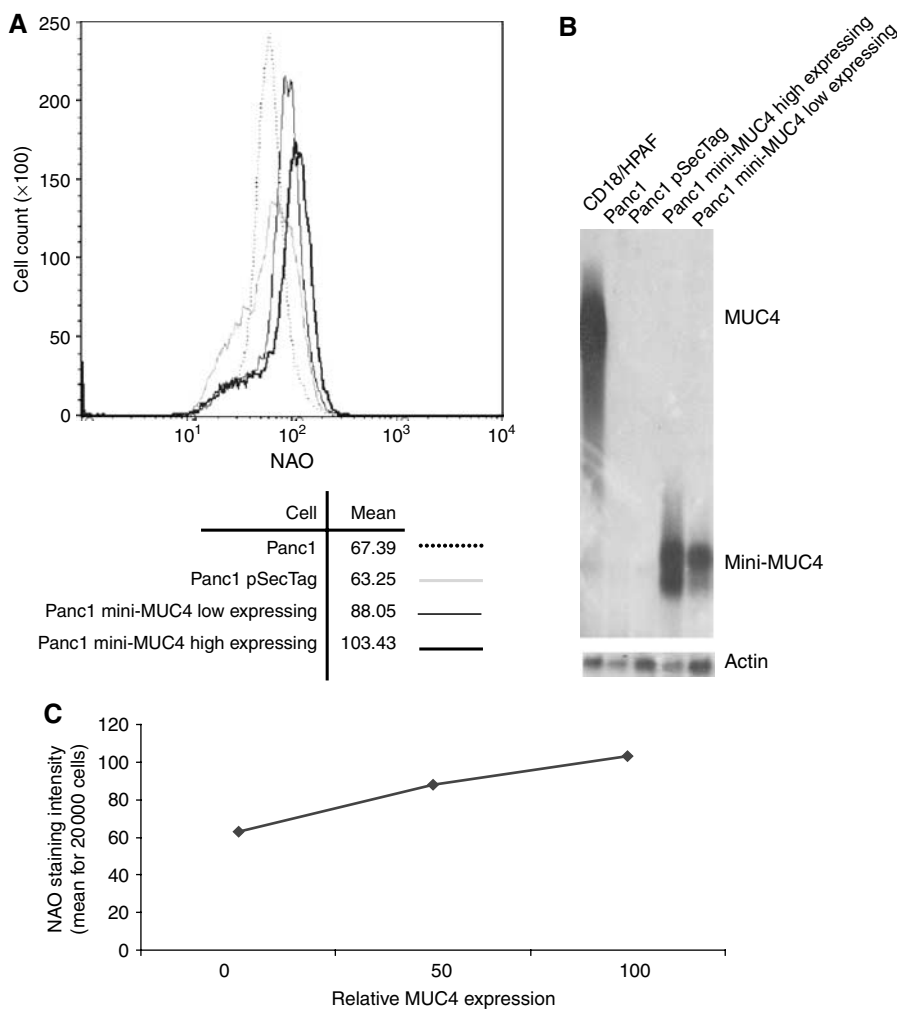 A
250
200
150
100
50
0
Cell count (×100)
10¹ 10² 10³ 10⁴
NAO
Cell Mean
Panc1 67.39
Panc1 pSecTag 63.25
Panc1 mini-MUC4 low expressing 88.05
Panc1 mini-MUC4 high expressing 103.43
B
CD18/HPAF
Panc1
Panc1 pSecTag
Panc1 mini-MUC4 high expressing
Panc1 mini-MUC4 low expressing
MUC4
Mini-MUC4
Actin
C
NAO staining intensity
(mean for 20 000 cells)
120
100
80
60
40
20
0
0 50 100
Relative MUC4 expression